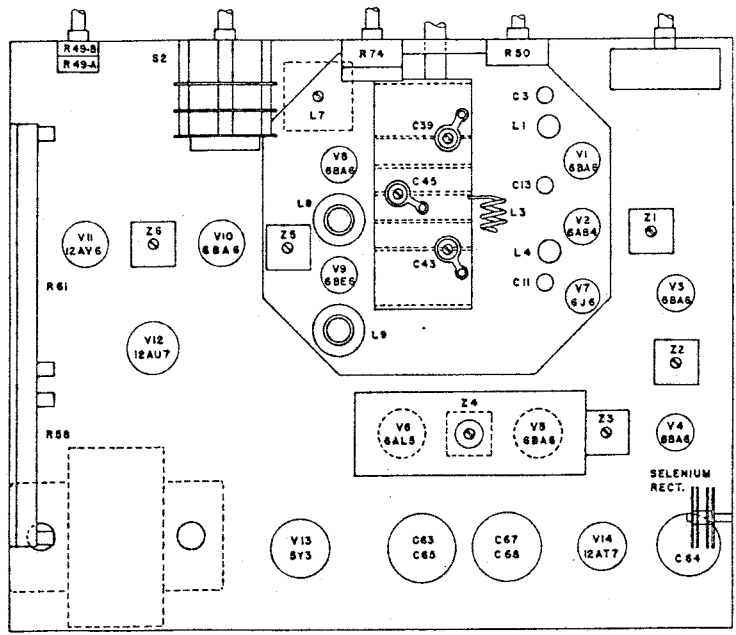 R49-B
R49-A
S2
R74
R50
L7
C3
C39
L1
V8
6BA6
V1
6BA6
C45
C13
L8
L3
V2
6AB4
Z1
V11
12AV6
Z6
V10
6BA6
Z5
C43
L4
V9
6BE6
C11
V7
6J6
V3
6BA6
R61
L9
V12
12AU7
Z2
Z4
V6
6AL5
V5
6BA6
Z3
V4
6BA6
R58
SELENIUM
RECT.
V13
5Y3
C63
C65
C67
C68
V14
12AT7
C64